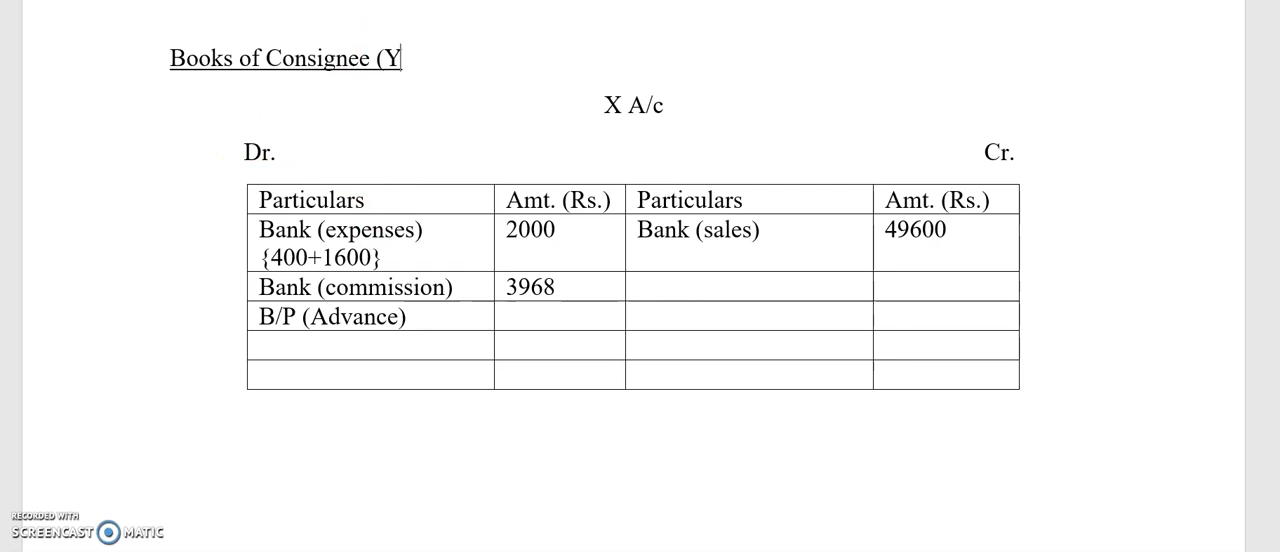 Books of Consignee (Y
X A/c
Dr. Cr.
Particulars Amt. (Rs.) Particulars Amt. (Rs.)
Bank (expenses) 2000 Bank (sales) 49600
{400+1600}
Bank (commission) 3968
B/P (Advance)
RECORDED WITH
SCREENCAST MATIC